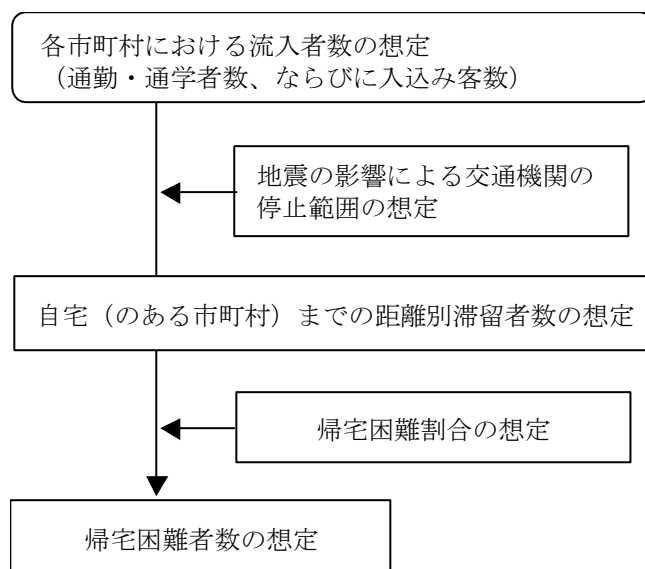 各市町村における流入者数の想定
（通勤・通学者数、ならびに入込み客数）
地震の影響による交通機関の
停止範囲の想定
自宅（のある市町村）までの距離別滞留者数の想定
帰宅困難割合の想定
帰宅困難者数の想定